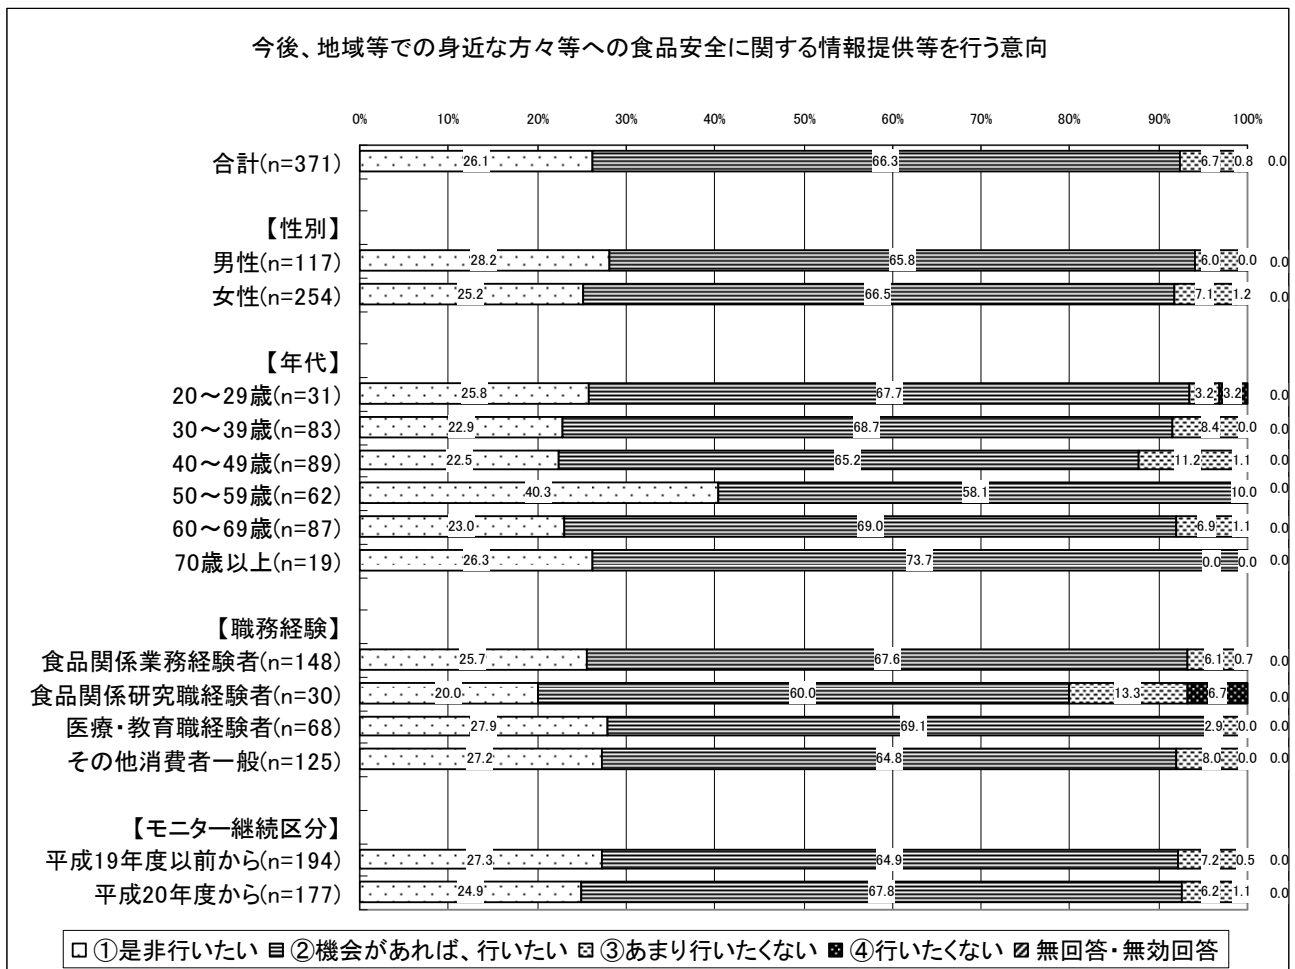 今後、地域等での身近な方々等への食品安全に関する情報提供等を行う意向
0% 10% 20% 30% 40% 50% 60% 70% 80% 90% 100%
合計(n=371) 26.1 66.3 6.7 0.8 0.0
【性別】
男性(n=117) 28.2 65.8 6.0 0.0 0.0
女性(n=254) 25.2 66.5 7.1 1.2 0.0
【年代】
20～29歳(n=31) 25.8 67.7 3.2 3.2 0.0
30～39歳(n=83) 22.9 68.7 8.4 0.0 0.0
40～49歳(n=89) 22.5 65.2 11.2 1.1 0.0
50～59歳(n=62) 40.3 58.1 10.0 0.0
60～69歳(n=87) 23.0 69.0 6.9 1.1 0.0
70歳以上(n=19) 26.3 73.7 0.0 0.0 0.0
【職務経験】
食品関係業務経験者(n=148) 25.7 67.6 6.1 0.7 0.0
食品関係研究職経験者(n=30) 20.0 60.0 13.3 6.7 0.0
医療・教育職経験者(n=68) 27.9 69.1 2.9 0.0 0.0
その他消費者一般(n=125) 27.2 64.8 8.0 0.0 0.0
【モニター継続区分】
平成19年度以前から(n=194) 27.3 64.9 7.2 0.5 0.0
平成20年度から(n=177) 24.9 67.8 6.2 1.1 0.0
①是非行いたい ②機会があれば、行いたい ③あまり行いたくない ④行いたくない 無回答・無効回答